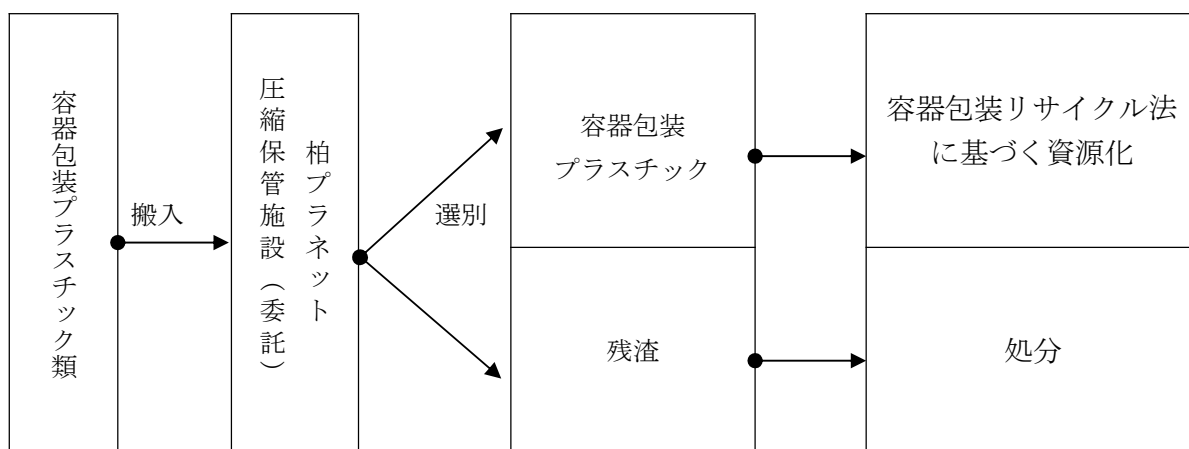 容器包装プラスチック類
搬入
柏プラネット
圧縮保管施設（委託）
選別
容器包装
プラスチック
残渣
容器包装リサイクル法
に基づく資源化
処分